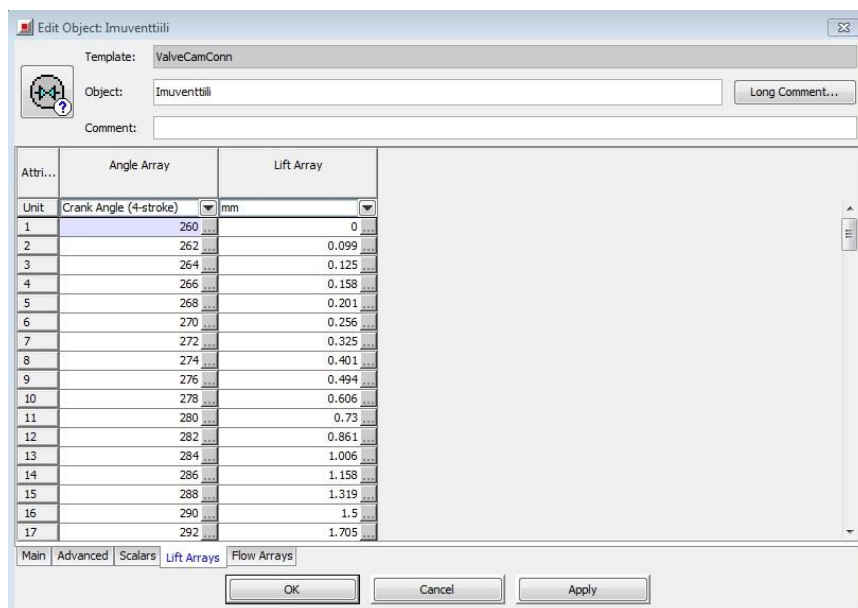 Edit Object: Imuventtiili
Template: ValveCamConn
Object: Imuventtiili Long Comment...
Comment:
Attri... Angle Array Lift Array
Unit Crank Angle (4-stroke) mm
1 260 ... 0 ...
2 262 ... 0.099 ...
3 264 ... 0.125 ...
4 266 ... 0.158 ...
5 268 ... 0.201 ...
6 270 ... 0.256 ...
7 272 ... 0.325 ...
8 274 ... 0.401 ...
9 276 ... 0.494 ...
10 278 ... 0.606 ...
11 280 ... 0.73 ...
12 282 ... 0.861 ...
13 284 ... 1.006 ...
14 286 ... 1.158 ...
15 288 ... 1.319 ...
16 290 ... 1.5 ...
17 292 ... 1.705 ...
Main Advanced Scalars Lift Arrays Flow Arrays
OK Cancel Apply